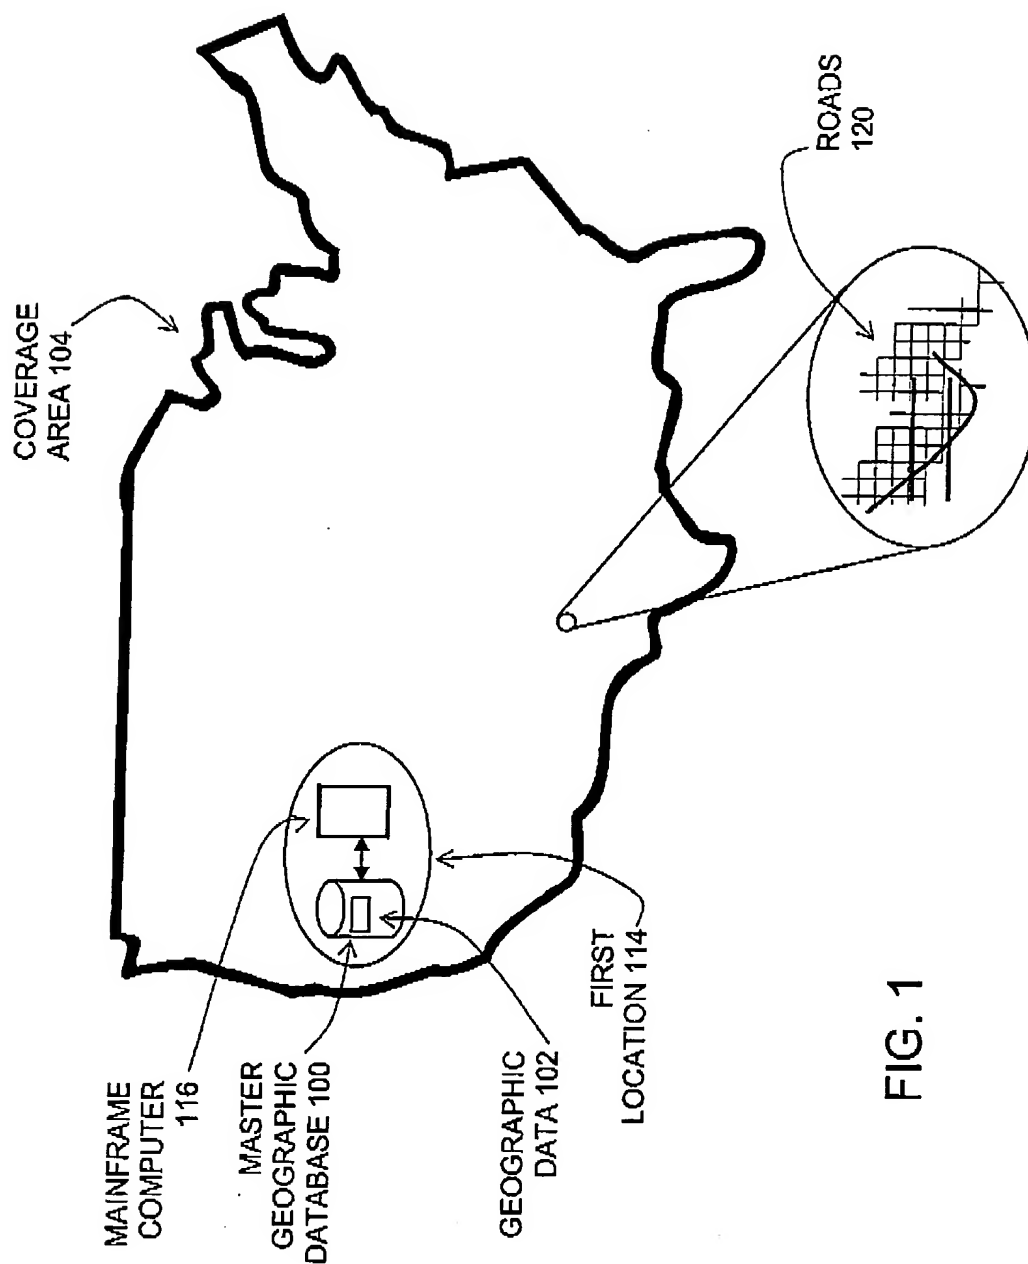 COVERAGE
AREA 104
MAINFRAME
COMPUTER
116
MASTER
GEOGRAPHIC
DATABASE 100
GEOGRAPHIC
DATA 102
FIRST
LOCATION 114
ROADS
120
FIG. 1